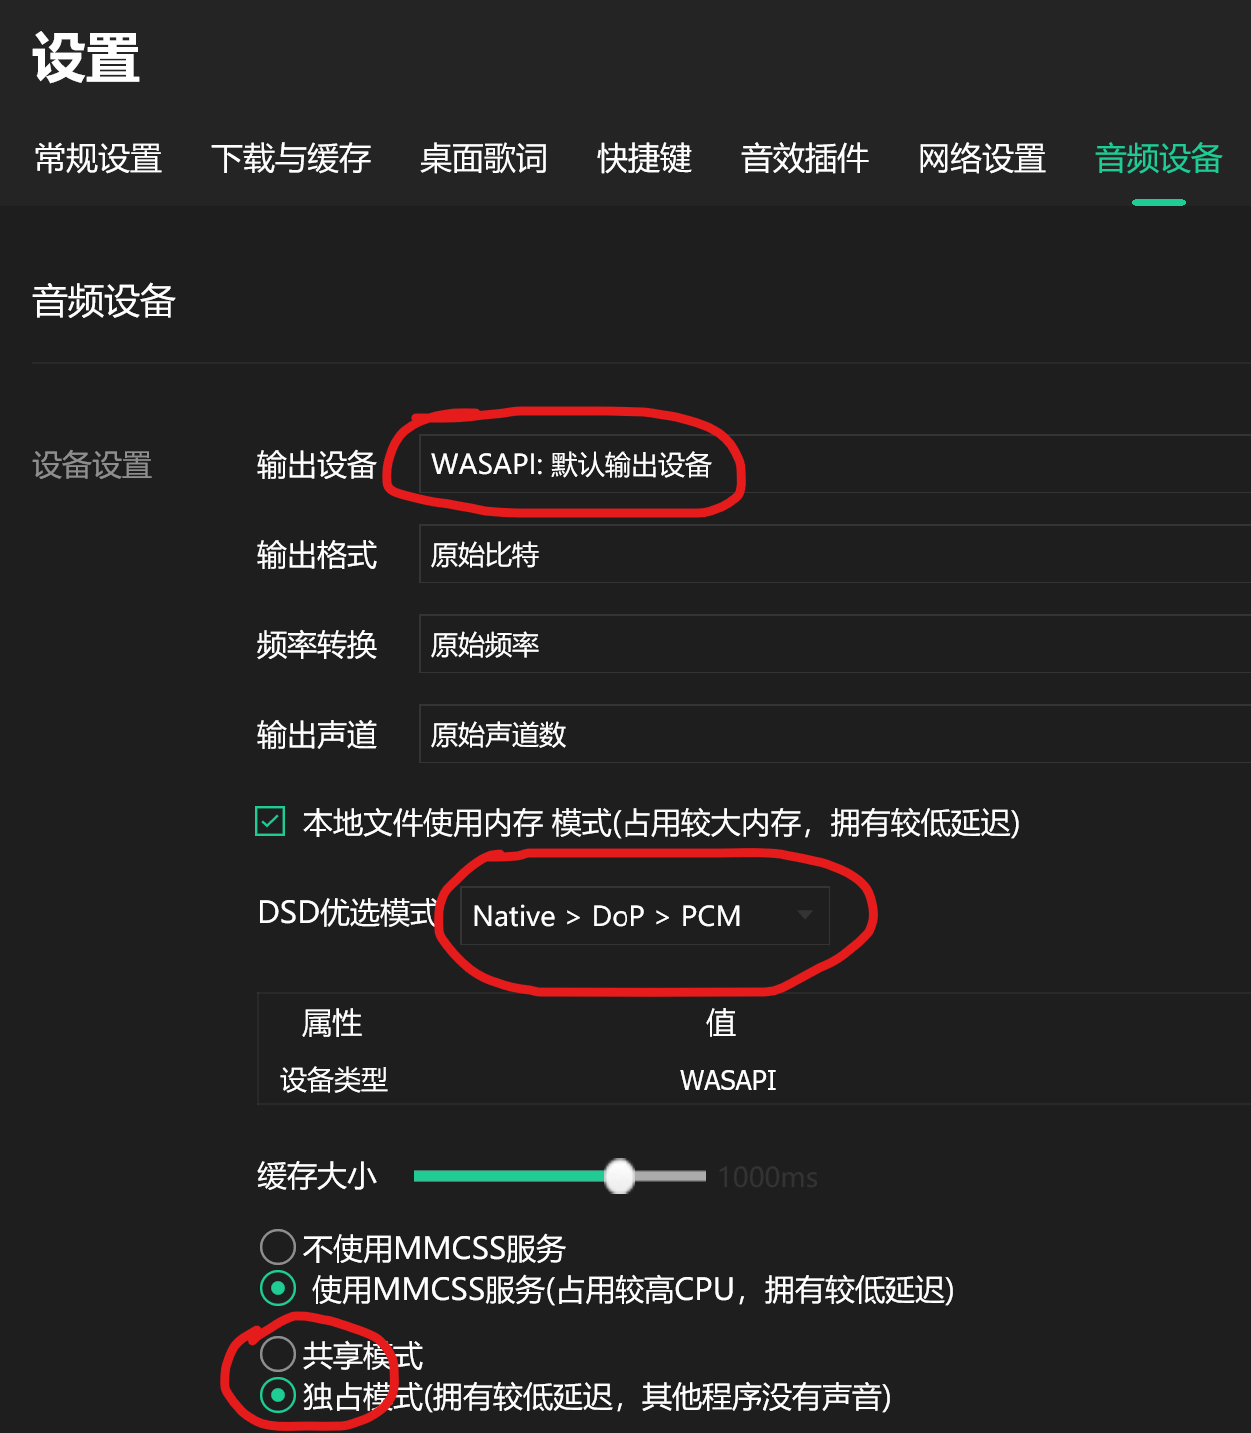 设置
常规设置 下载与缓存 桌面歌词 快捷键 音效插件 网络设置 音频设备
音频设备
设备设置 输出设备 WASAPI: 默认输出设备
输出格式 原始比特
频率转换 原始频率
输出声道 原始声道数
本地文件使用内存 模式(占用较大内存，拥有较低延迟)
DSD优选模式 Native > DoP > PCM
属性 值
设备类型 WASAPI
缓存大小 1000ms
不使用MMCSS服务
使用MMCSS服务(占用较高CPU，拥有较低延迟)
共享模式
独占模式(拥有较低延迟，其他程序没有声音)